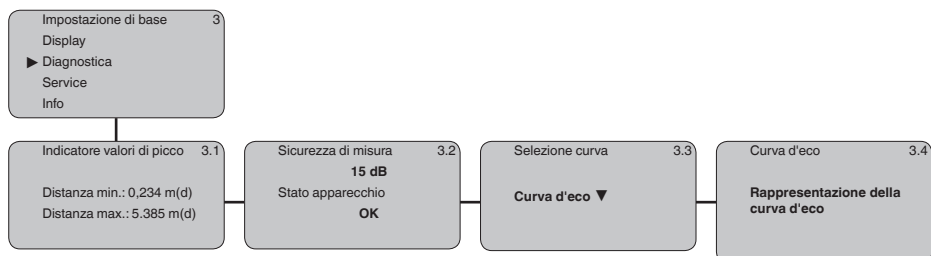 Impostazione di base 3
Display
▶ Diagnostica
Service
Info
Indicatore valori di picco 3.1
Distanza min.: 0,234 m(d)
Distanza max.: 5.385 m(d)
Sicurezza di misura 3.2
15 dB
Stato apparecchio
OK
Selezione curva 3.3
Curva d'eco ▼
Curva d'eco 3.4
Rappresentazione della
curva d'eco